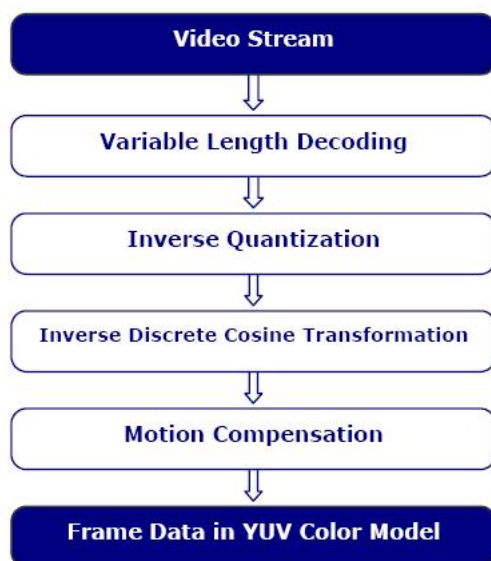 Video Stream
Variable Length Decoding
Inverse Quantization
Inverse Discrete Cosine Transformation
Motion Compensation
Frame Data in YUV Color Model